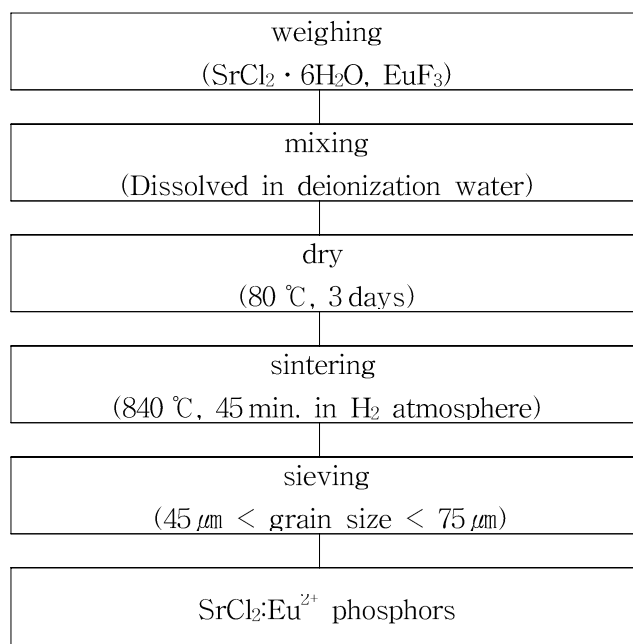 weighing
(SrCl₂・6H₂O, EuF₃)
mixing
(Dissolved in deionization water)
dry
(80 ℃, 3 days)
sintering
(840 ℃, 45 min. in H₂ atmosphere)
sieving
(45 ㎛ < grain size < 75 ㎛)
SrCl₂:Eu²⁺ phosphors